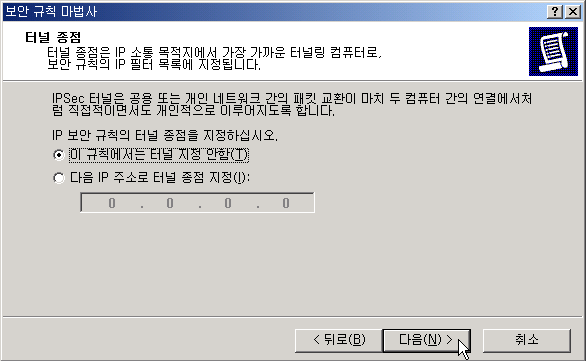 보안 규칙 마법사
터널 종점
터널 종점은 IP 소통 목적지에서 가장 가까운 터널링 컴퓨터로,
보안 규칙의 IP 필터 목록에 지정됩니다.
IPSec 터널은 공용 또는 개인 네트워크 간의 패킷 교환이 마치 두 컴퓨터 간의 연결에서처
럼 직접적이면서도 개인적으로 이루어지도록 합니다.
IP 보안 규칙의 터널 종점을 지정하십시오.
이 규칙에서는 터널 지정 안함(T)
다음 IP 주소로 터널 종점 지정(I):
0 . 0 . 0 . 0
< 뒤로(B) 다음(N) > 취소